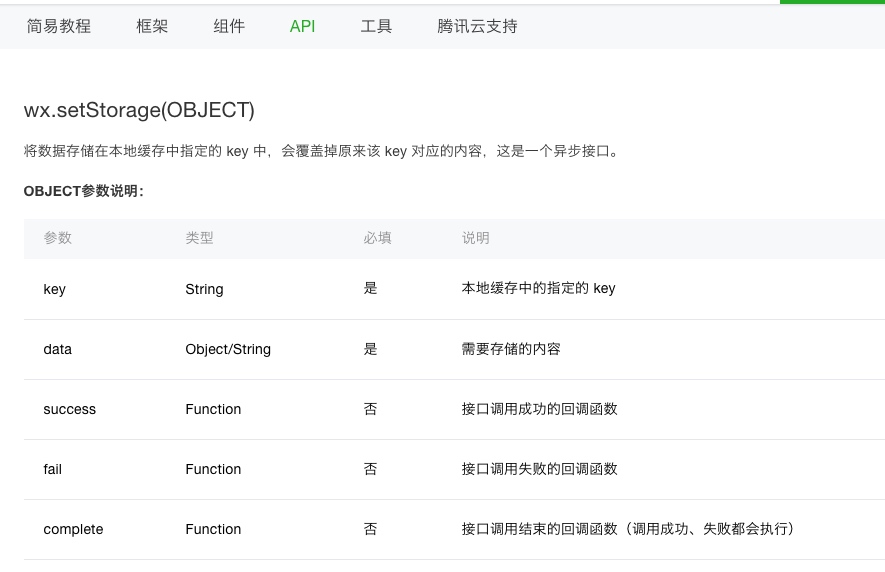 简易教程 框架 组件 API 工具 腾讯云支持
wx.setStorage(OBJECT)
将数据存储在本地缓存中指定的 key 中，会覆盖掉原来该 key 对应的内容，这是一个异步接口。
OBJECT参数说明：
参数 类型 必填 说明
key String 是 本地缓存中的指定的 key
data Object/String 是 需要存储的内容
success Function 否 接口调用成功的回调函数
fail Function 否 接口调用失败的回调函数
complete Function 否 接口调用结束的回调函数（调用成功、失败都会执行）